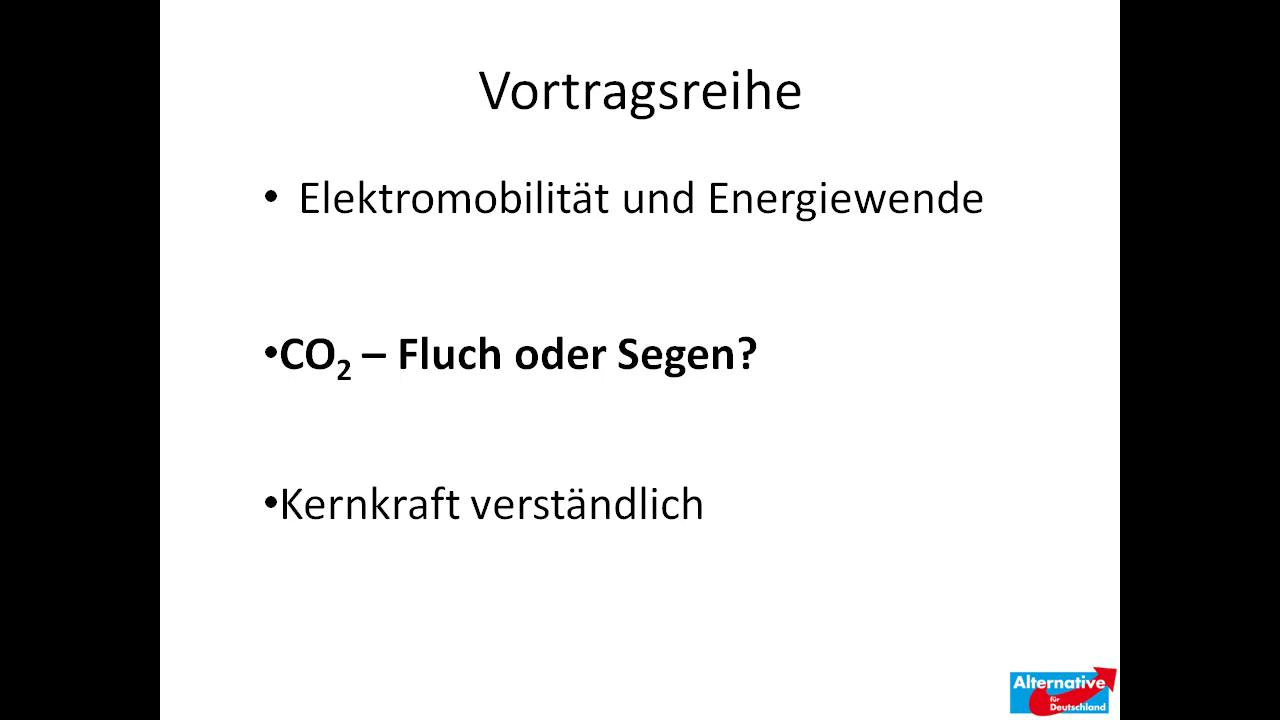 Vortragsreihe
• Elektromobilität und Energiewende
•CO₂ – Fluch oder Segen?
•Kernkraft verständlich
Alternative
für
Deutschland